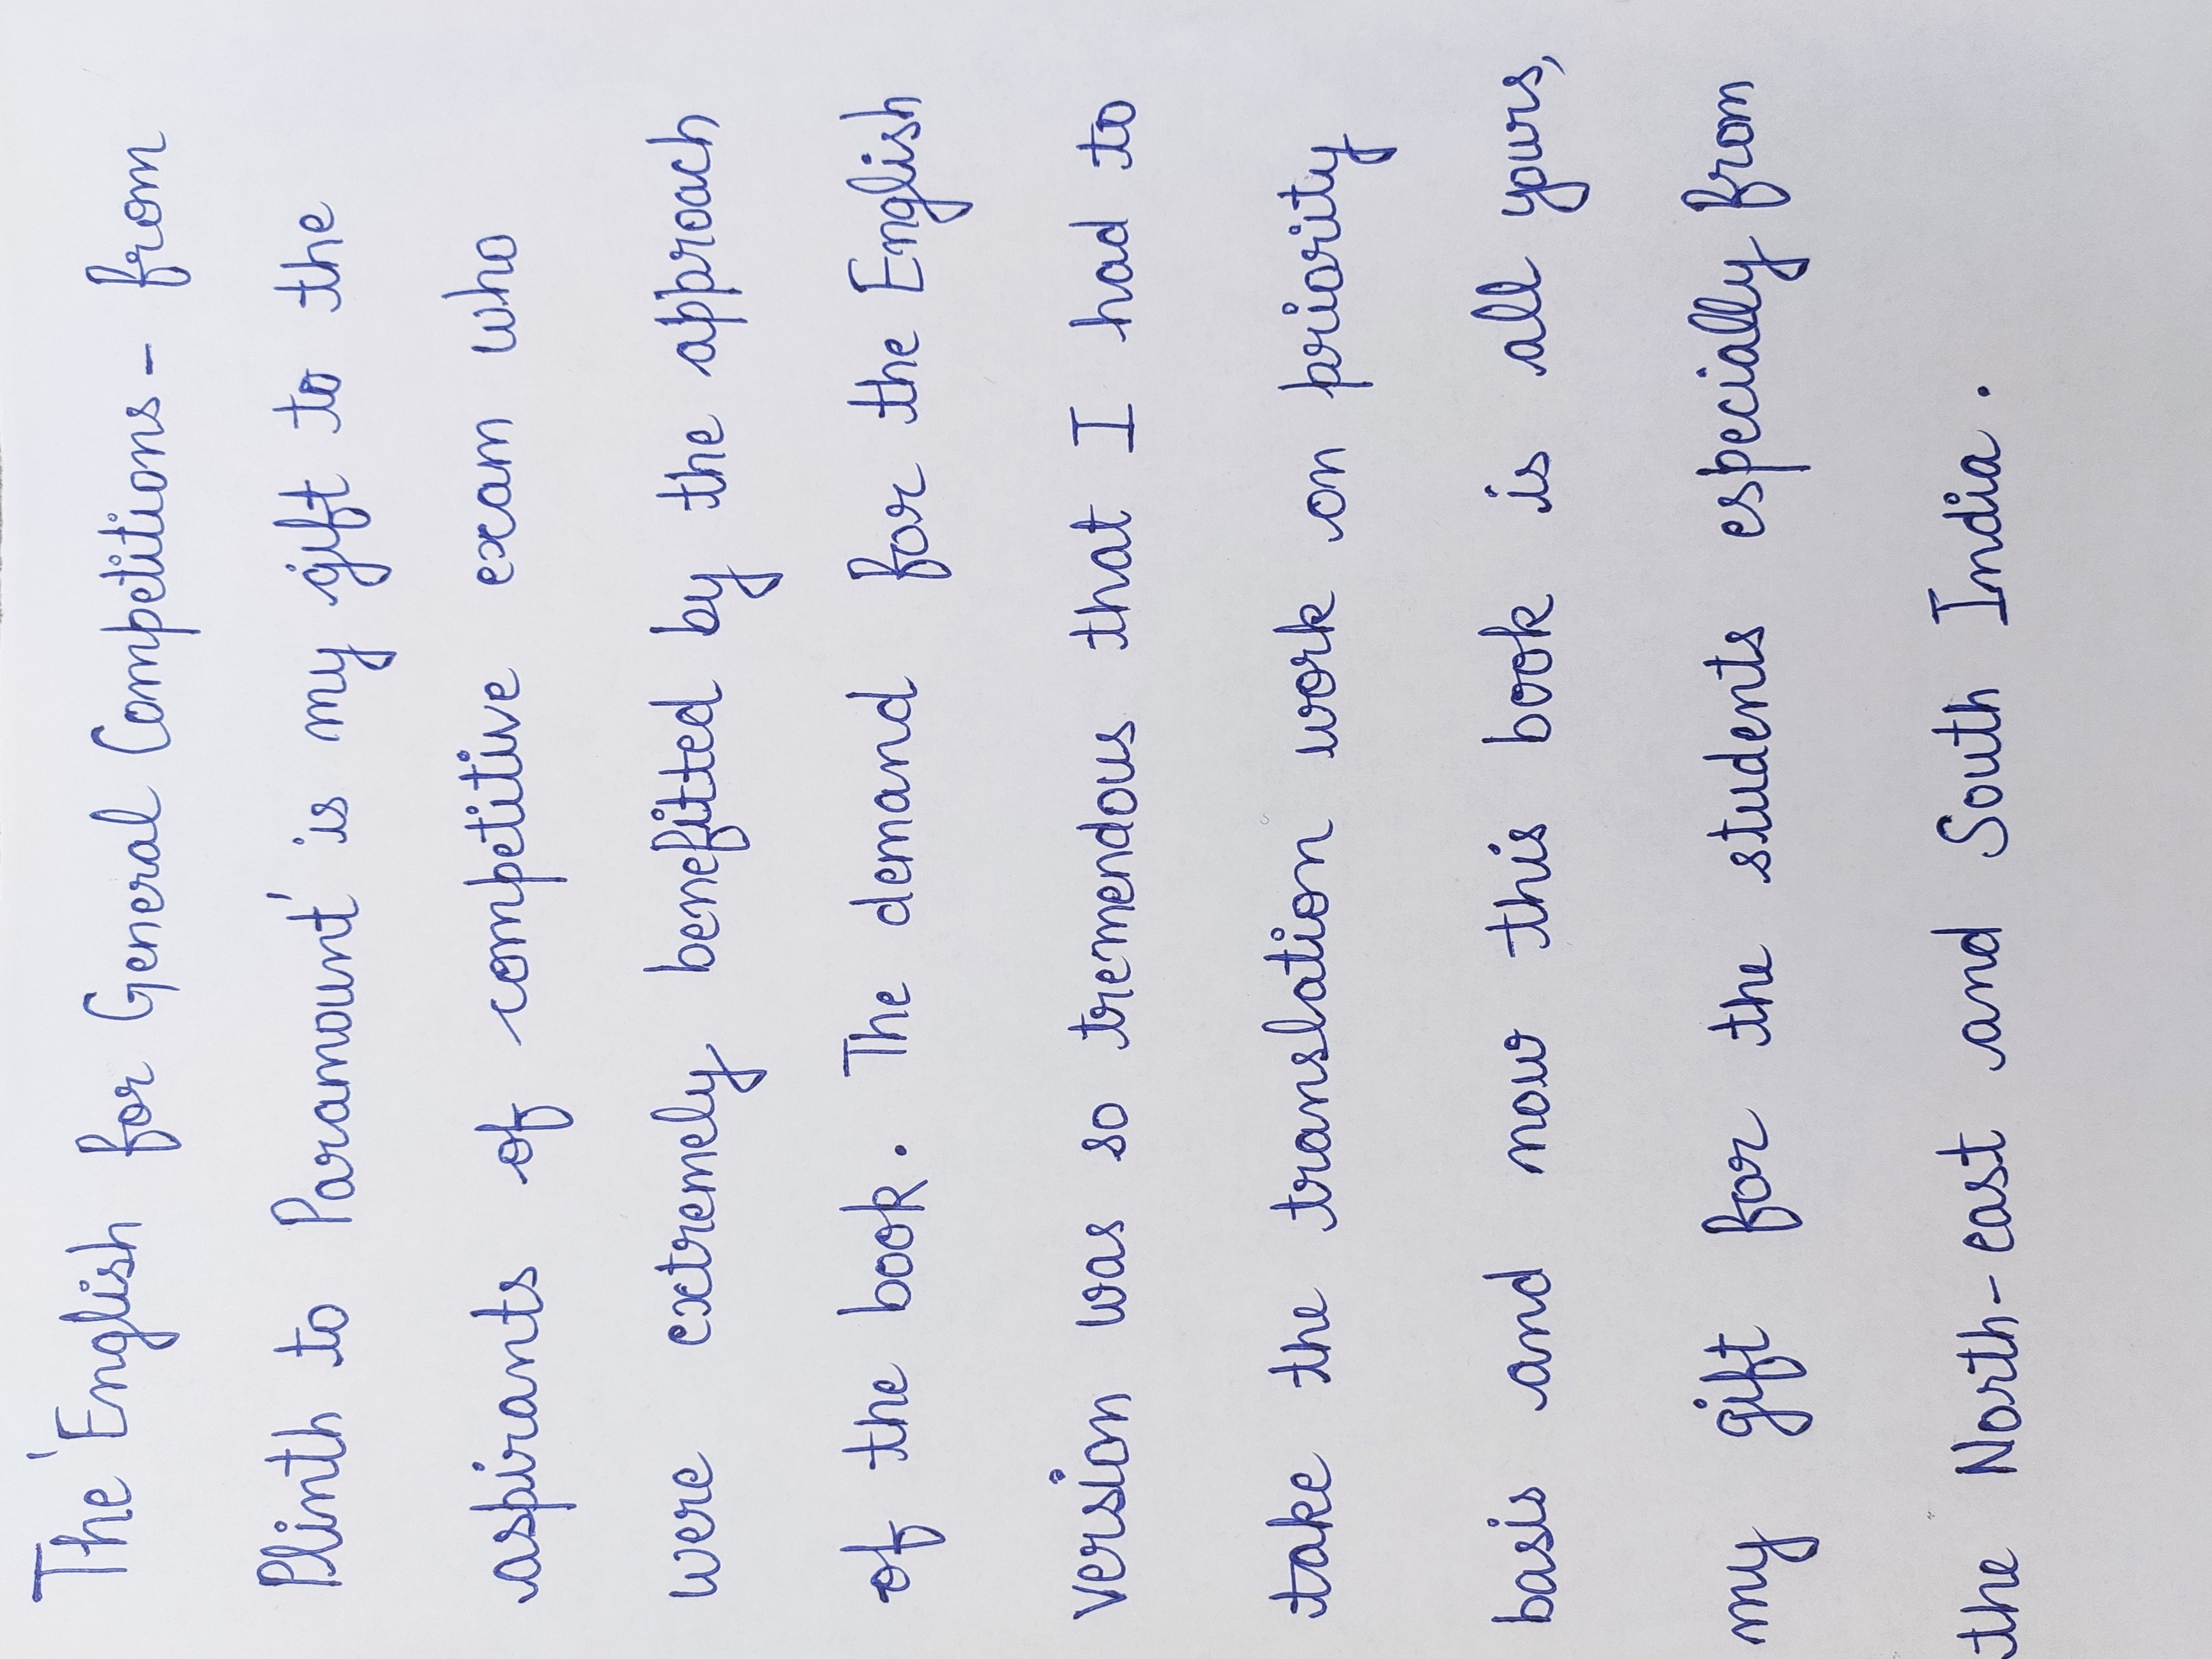 The 'English for General Competitions - from
Plinth to Paramount' is my gift to the
aspirants of competitive exam who
were extremely benefitted by the approach
of the book. The demand for the English
version was so tremendous that I had to
take the translation work on priority
basis and now this book is all yours,
my gift for the students especially from
the North-east and South India.